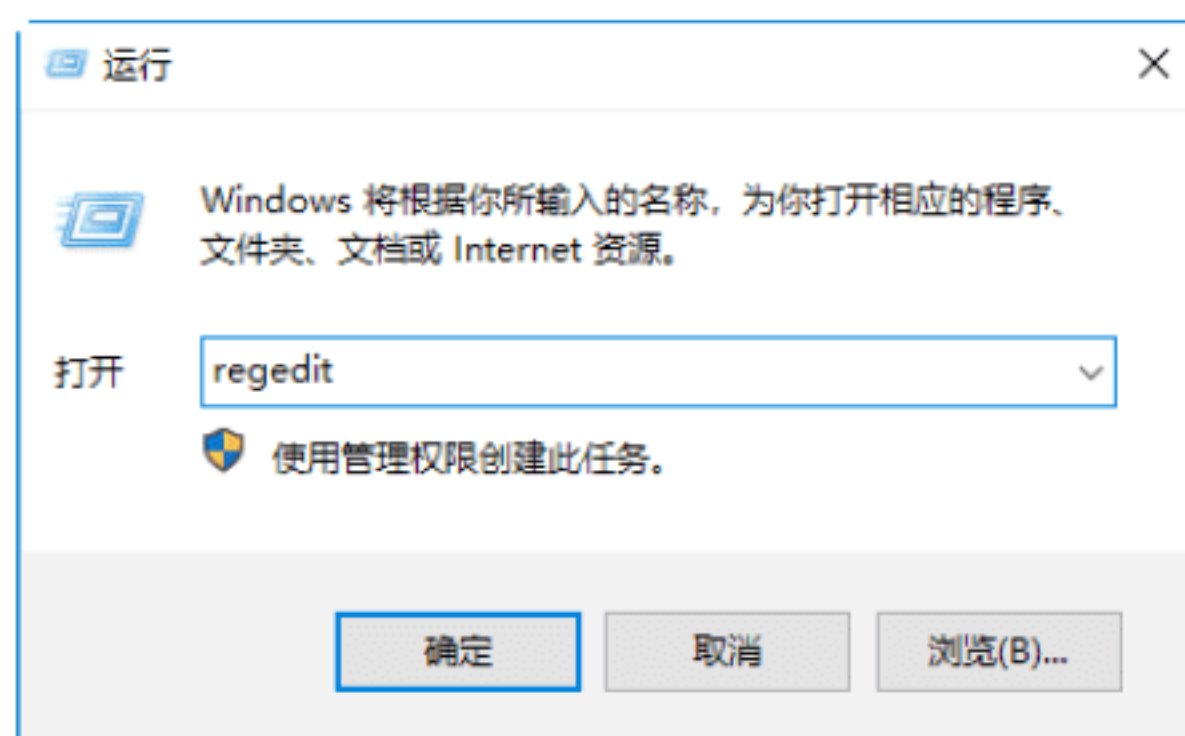 运行
Windows 将根据你所输入的名称，为你打开相应的程序、
文件夹、文档或 Internet 资源。
打开 regedit
使用管理权限创建此任务。
确定 取消 浏览(B)...